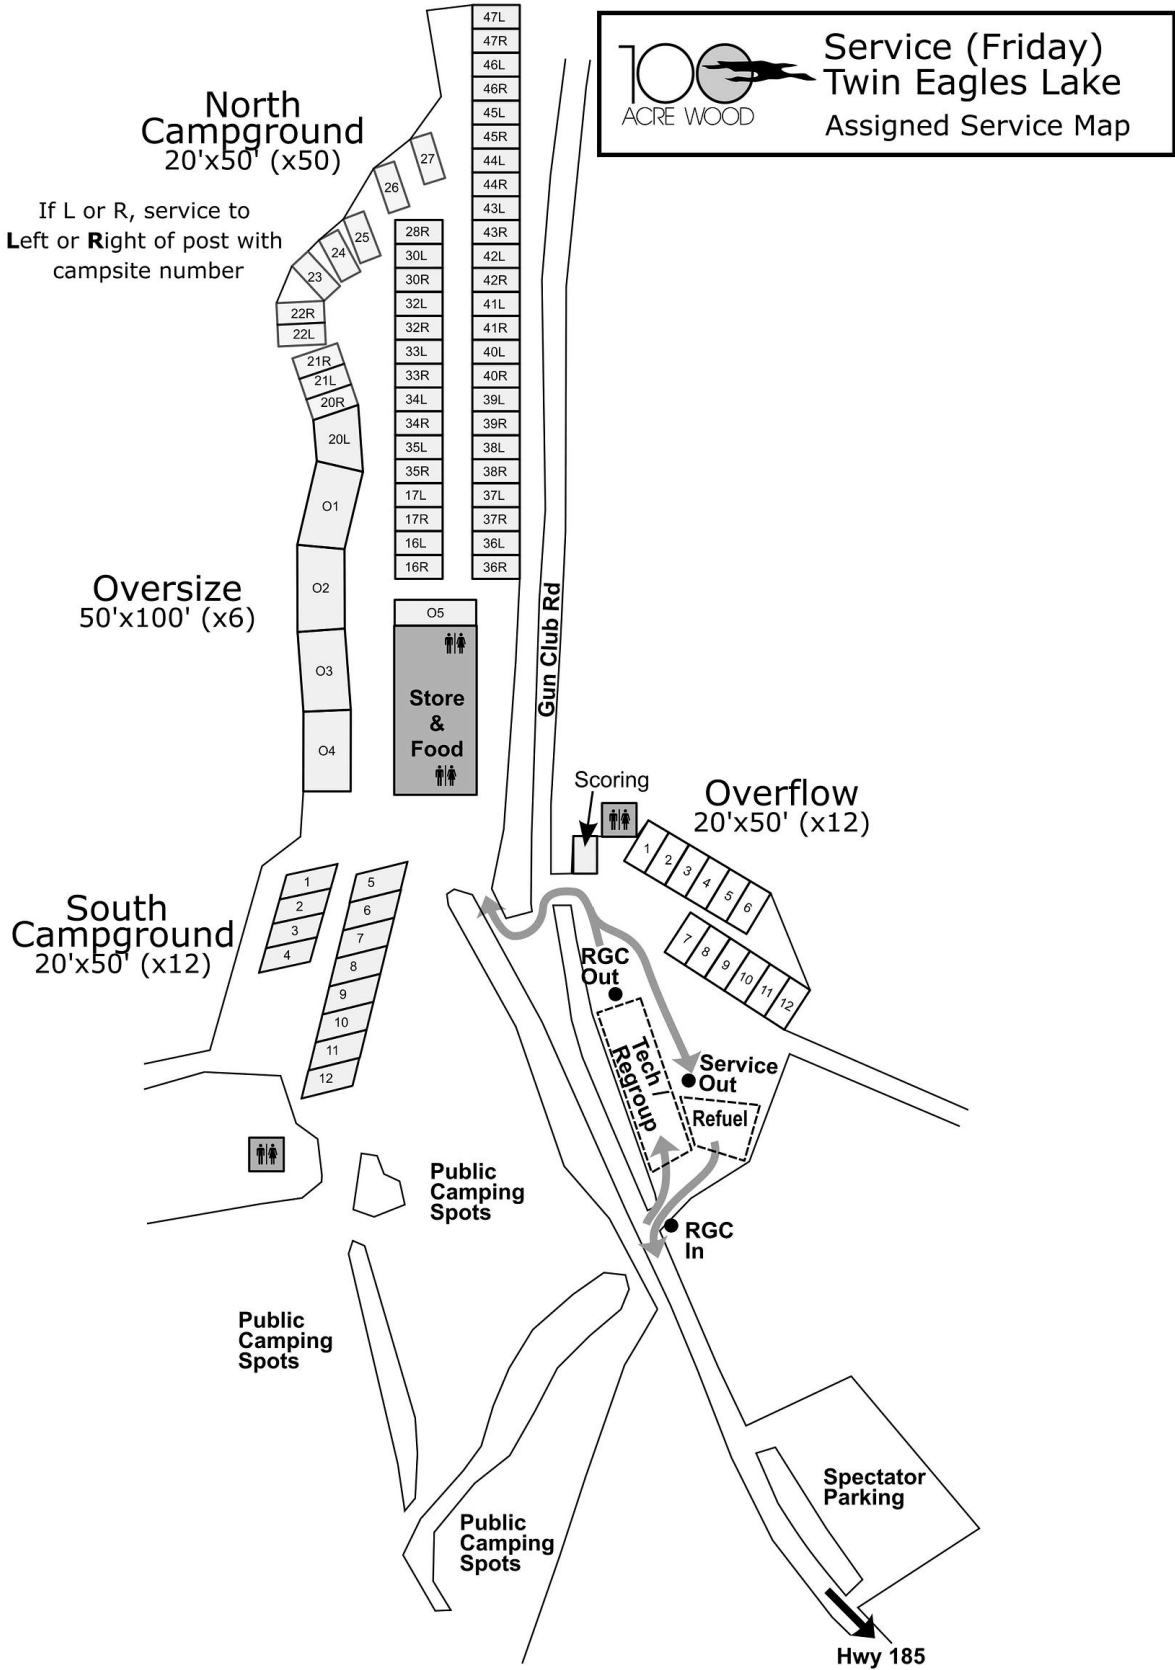 100
ACRE WOOD
Service (Friday)
Twin Eagles Lake
Assigned Service Map
North
Campground
20'x50' (x50)
If L or R, service to
Left or Right of post with
campsite number
47L
47R
46L
46R
45L
45R
44L
44R
43L
43R
42L
42R
41L
41R
40L
40R
39L
39R
38L
38R
37L
37R
36L
36R
27
26
25
24
23
22R
22L
21R
21L
20R
20L
28R
30L
30R
32L
32R
33L
33R
34L
34R
35L
35R
17L
17R
16L
16R
Oversize
50'x100' (x6)
O1
O2
O3
O4
O5
Store
&
Food
Gun Club Rd
Scoring
Overflow
20'x50' (x12)
1
2
3
4
5
6
7
8
9
10
11
12
South
Campground
20'x50' (x12)
1
2
3
4
5
6
7
8
9
10
11
12
RGC
Out
Tech /
Regroup
Service
Out
Refuel
RGC
In
Public
Camping
Spots
Public
Camping
Spots
Public
Camping
Spots
Spectator
Parking
Hwy 185